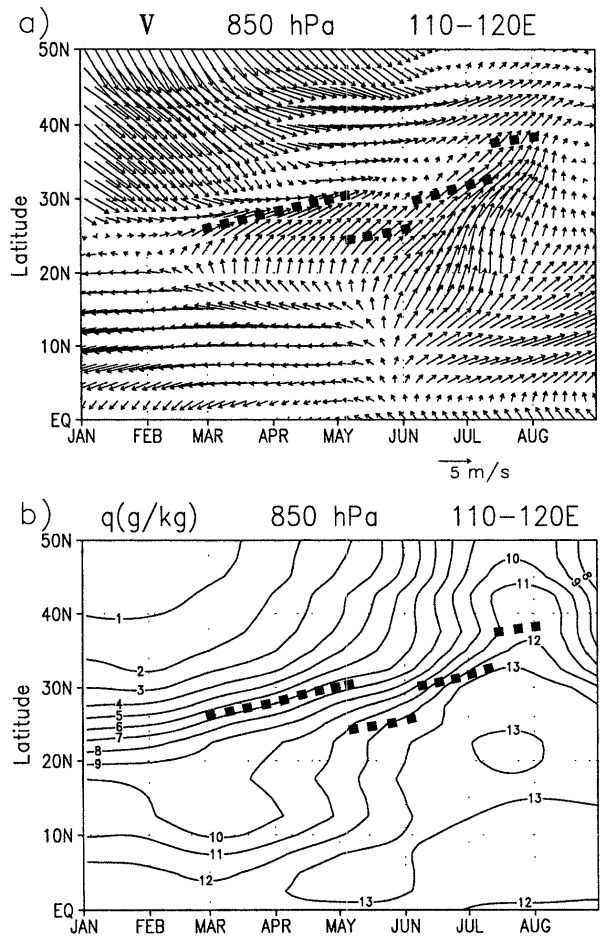 a) V 850 hPa 110−120E
50N
40N
30N
20N
10N
EQ
Latitude
JAN FEB MAR APR MAY JUN JUL AUG
5 m/s
b) q(g/kg) 850 hPa 110−120E
50N
40N
30N
20N
10N
EQ
Latitude
10
9 8
11
1
12
2
13
3
4
5
6
7
8
9
13
13
10
11
12
13
12
JAN FEB MAR APR MAY JUN JUL AUG